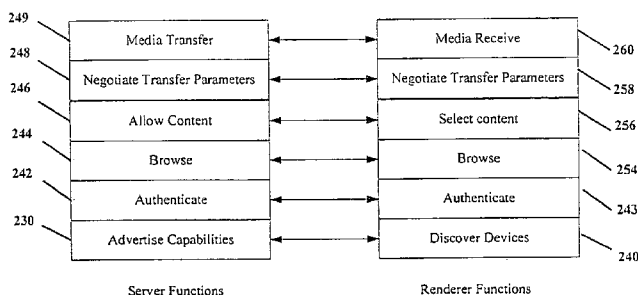 249 Media Transfer Media Receive 260
248 Negotiate Transfer Parameters Negotiate Transfer Parameters 258
246 Allow Content Select content 256
244 Browse Browse 254
242 Authenticate Authenticate 243
230 Advertise Capabilities Discover Devices 240
Server Functions Renderer Functions